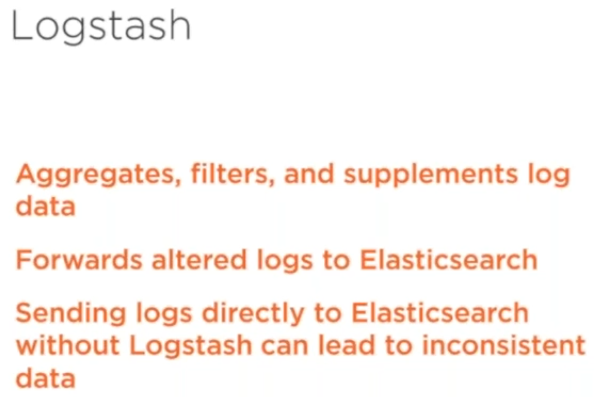 Logstash
Aggregates, filters, and supplements log
data
Forwards altered logs to Elasticsearch
Sending logs directly to Elasticsearch
without Logstash can lead to inconsistent
data